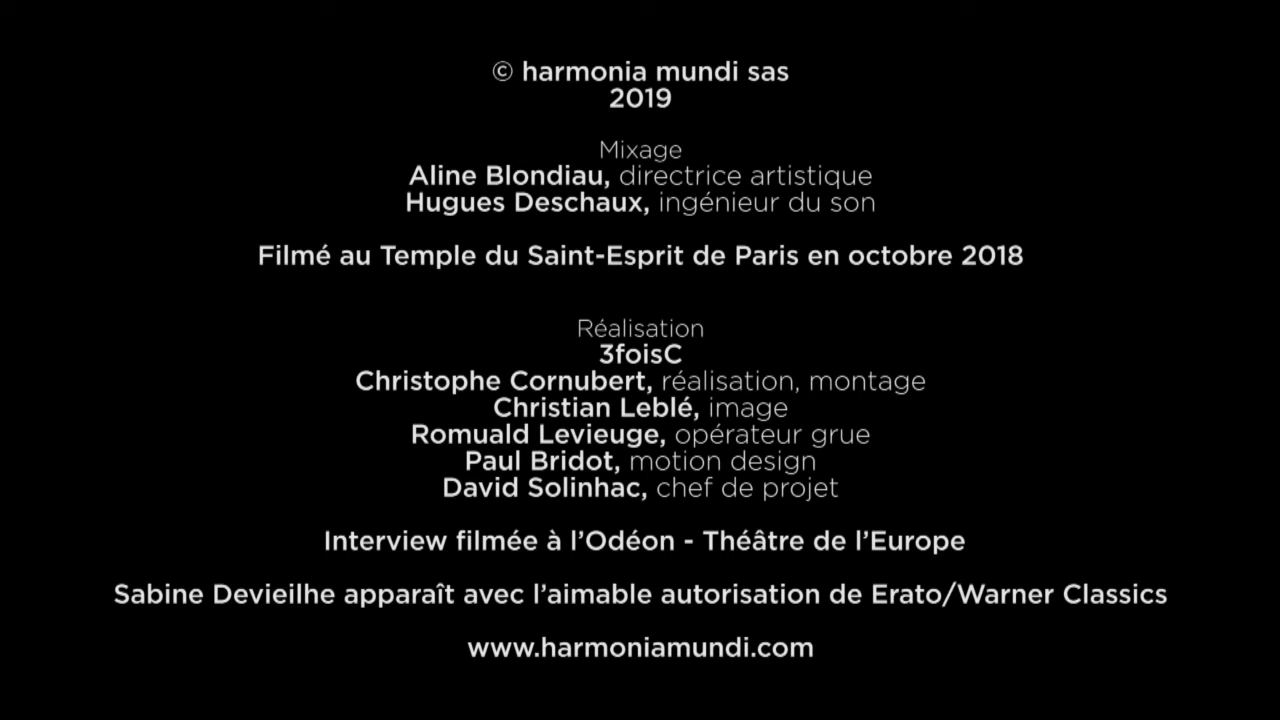 © harmonia mundi sas
2019
Mixage
Aline Blondiau, directrice artistique
Hugues Deschaux, ingénieur du son
Filmé au Temple du Saint-Esprit de Paris en octobre 2018
Réalisation
3foisC
Christophe Cornubert, réalisation, montage
Christian Leblé, image
Romuald Levieuge, opérateur grue
Paul Bridot, motion design
David Solinhac, chef de projet
Interview filmée à l’Odéon - Théâtre de l’Europe
Sabine Devieilhe apparaît avec l’aimable autorisation de Erato/Warner Classics
www.harmoniamundi.com